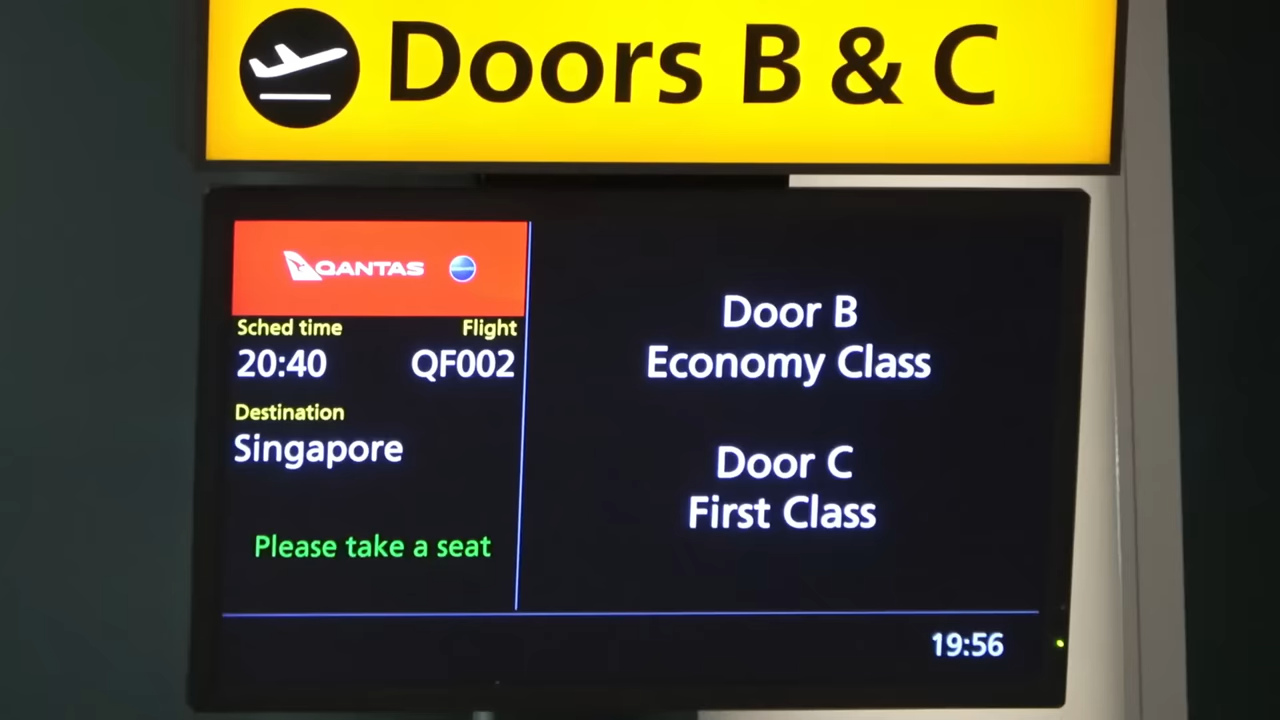 Doors B & C
QANTAS
Sched time Flight
20:40 QF002
Destination
Singapore
Please take a seat
Door B
Economy Class
Door C
First Class
19:56